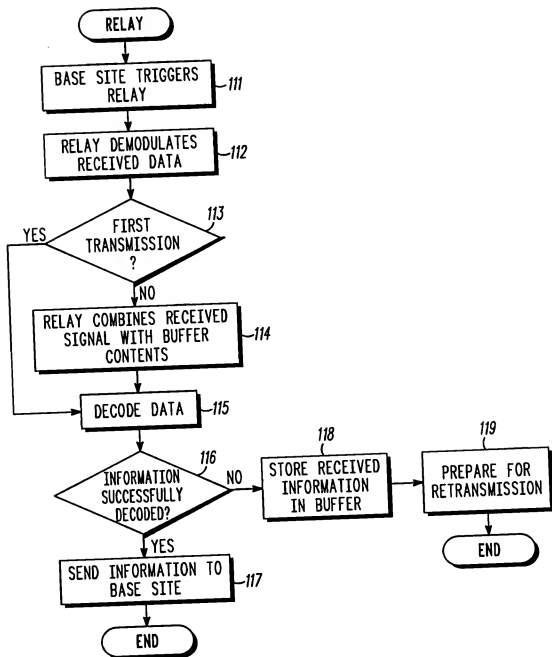 RELAY
BASE SITE TRIGGERS
RELAY
111
RELAY DEMODULATES
RECEIVED DATA
112
FIRST
TRANSMISSION
?
113
YES
NO
RELAY COMBINES RECEIVED
SIGNAL WITH BUFFER
CONTENTS
114
DECODE DATA
115
INFORMATION
SUCCESSFULLY
DECODED?
116
NO
118
STORE RECEIVED
INFORMATION
IN BUFFER
119
PREPARE FOR
RETRANSMISSION
END
YES
SEND INFORMATION TO
BASE SITE
117
END